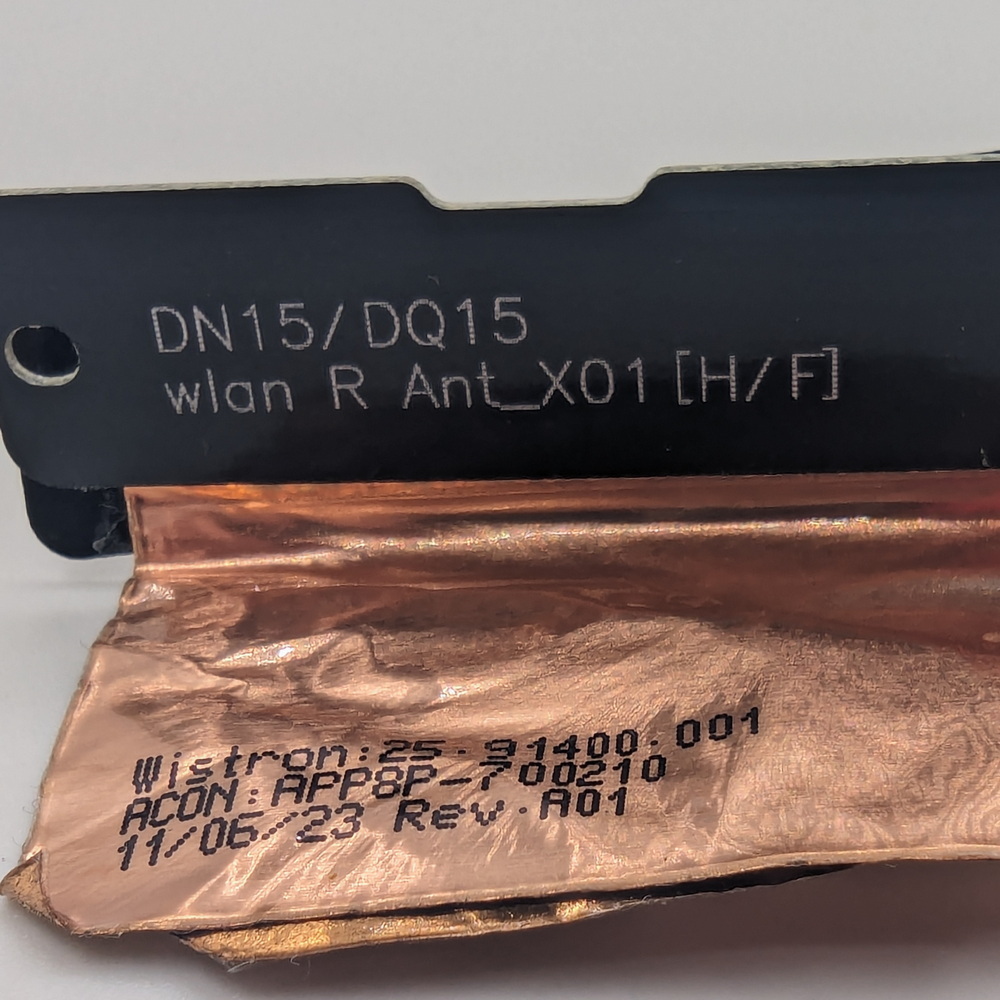 DN15/DQ15
wlan R Ant_X01[H/F]
Wistron:25.91400.001
ACON:APP8P-700210
11/06/23 Rev.A01